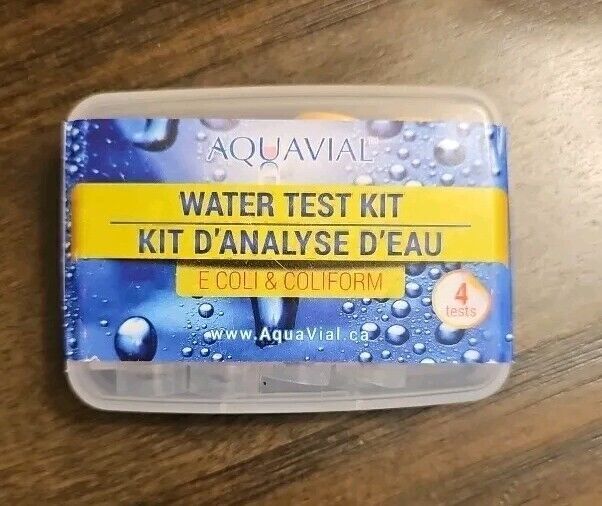 AQUAVIAL
WATER TEST KIT
KIT D'ANALYSE D'EAU
E COLI & COLIFORM
4
tests
www.AquaVial.ca